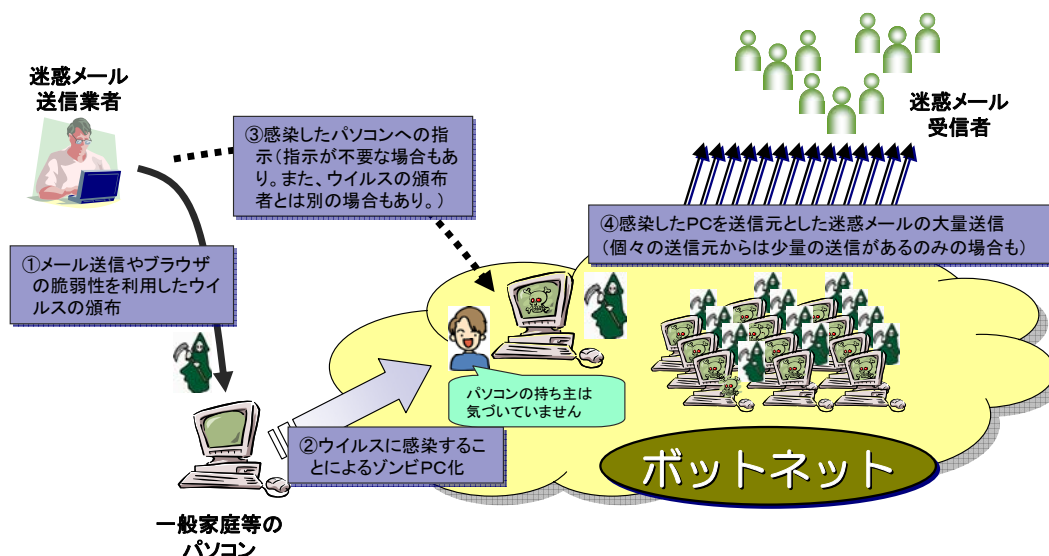 迷惑メール
送信業者
③感染したパソコンへの指
示(指示が不要な場合もあ
り。また、ウイルスの頒布
者とは別の場合もあり。)
迷惑メール
受信者
④感染したPCを送信元とした迷惑メールの大量送信
(個々の送信元からは少量の送信があるのみの場合も)
①メール送信やブラウザ
の脆弱性を利用したウイ
ルスの頒布
パソコンの持ち主は
気づいていません
②ウイルスに感染するこ
とによるゾンビPC化
ボットネット
一般家庭等の
パソコン